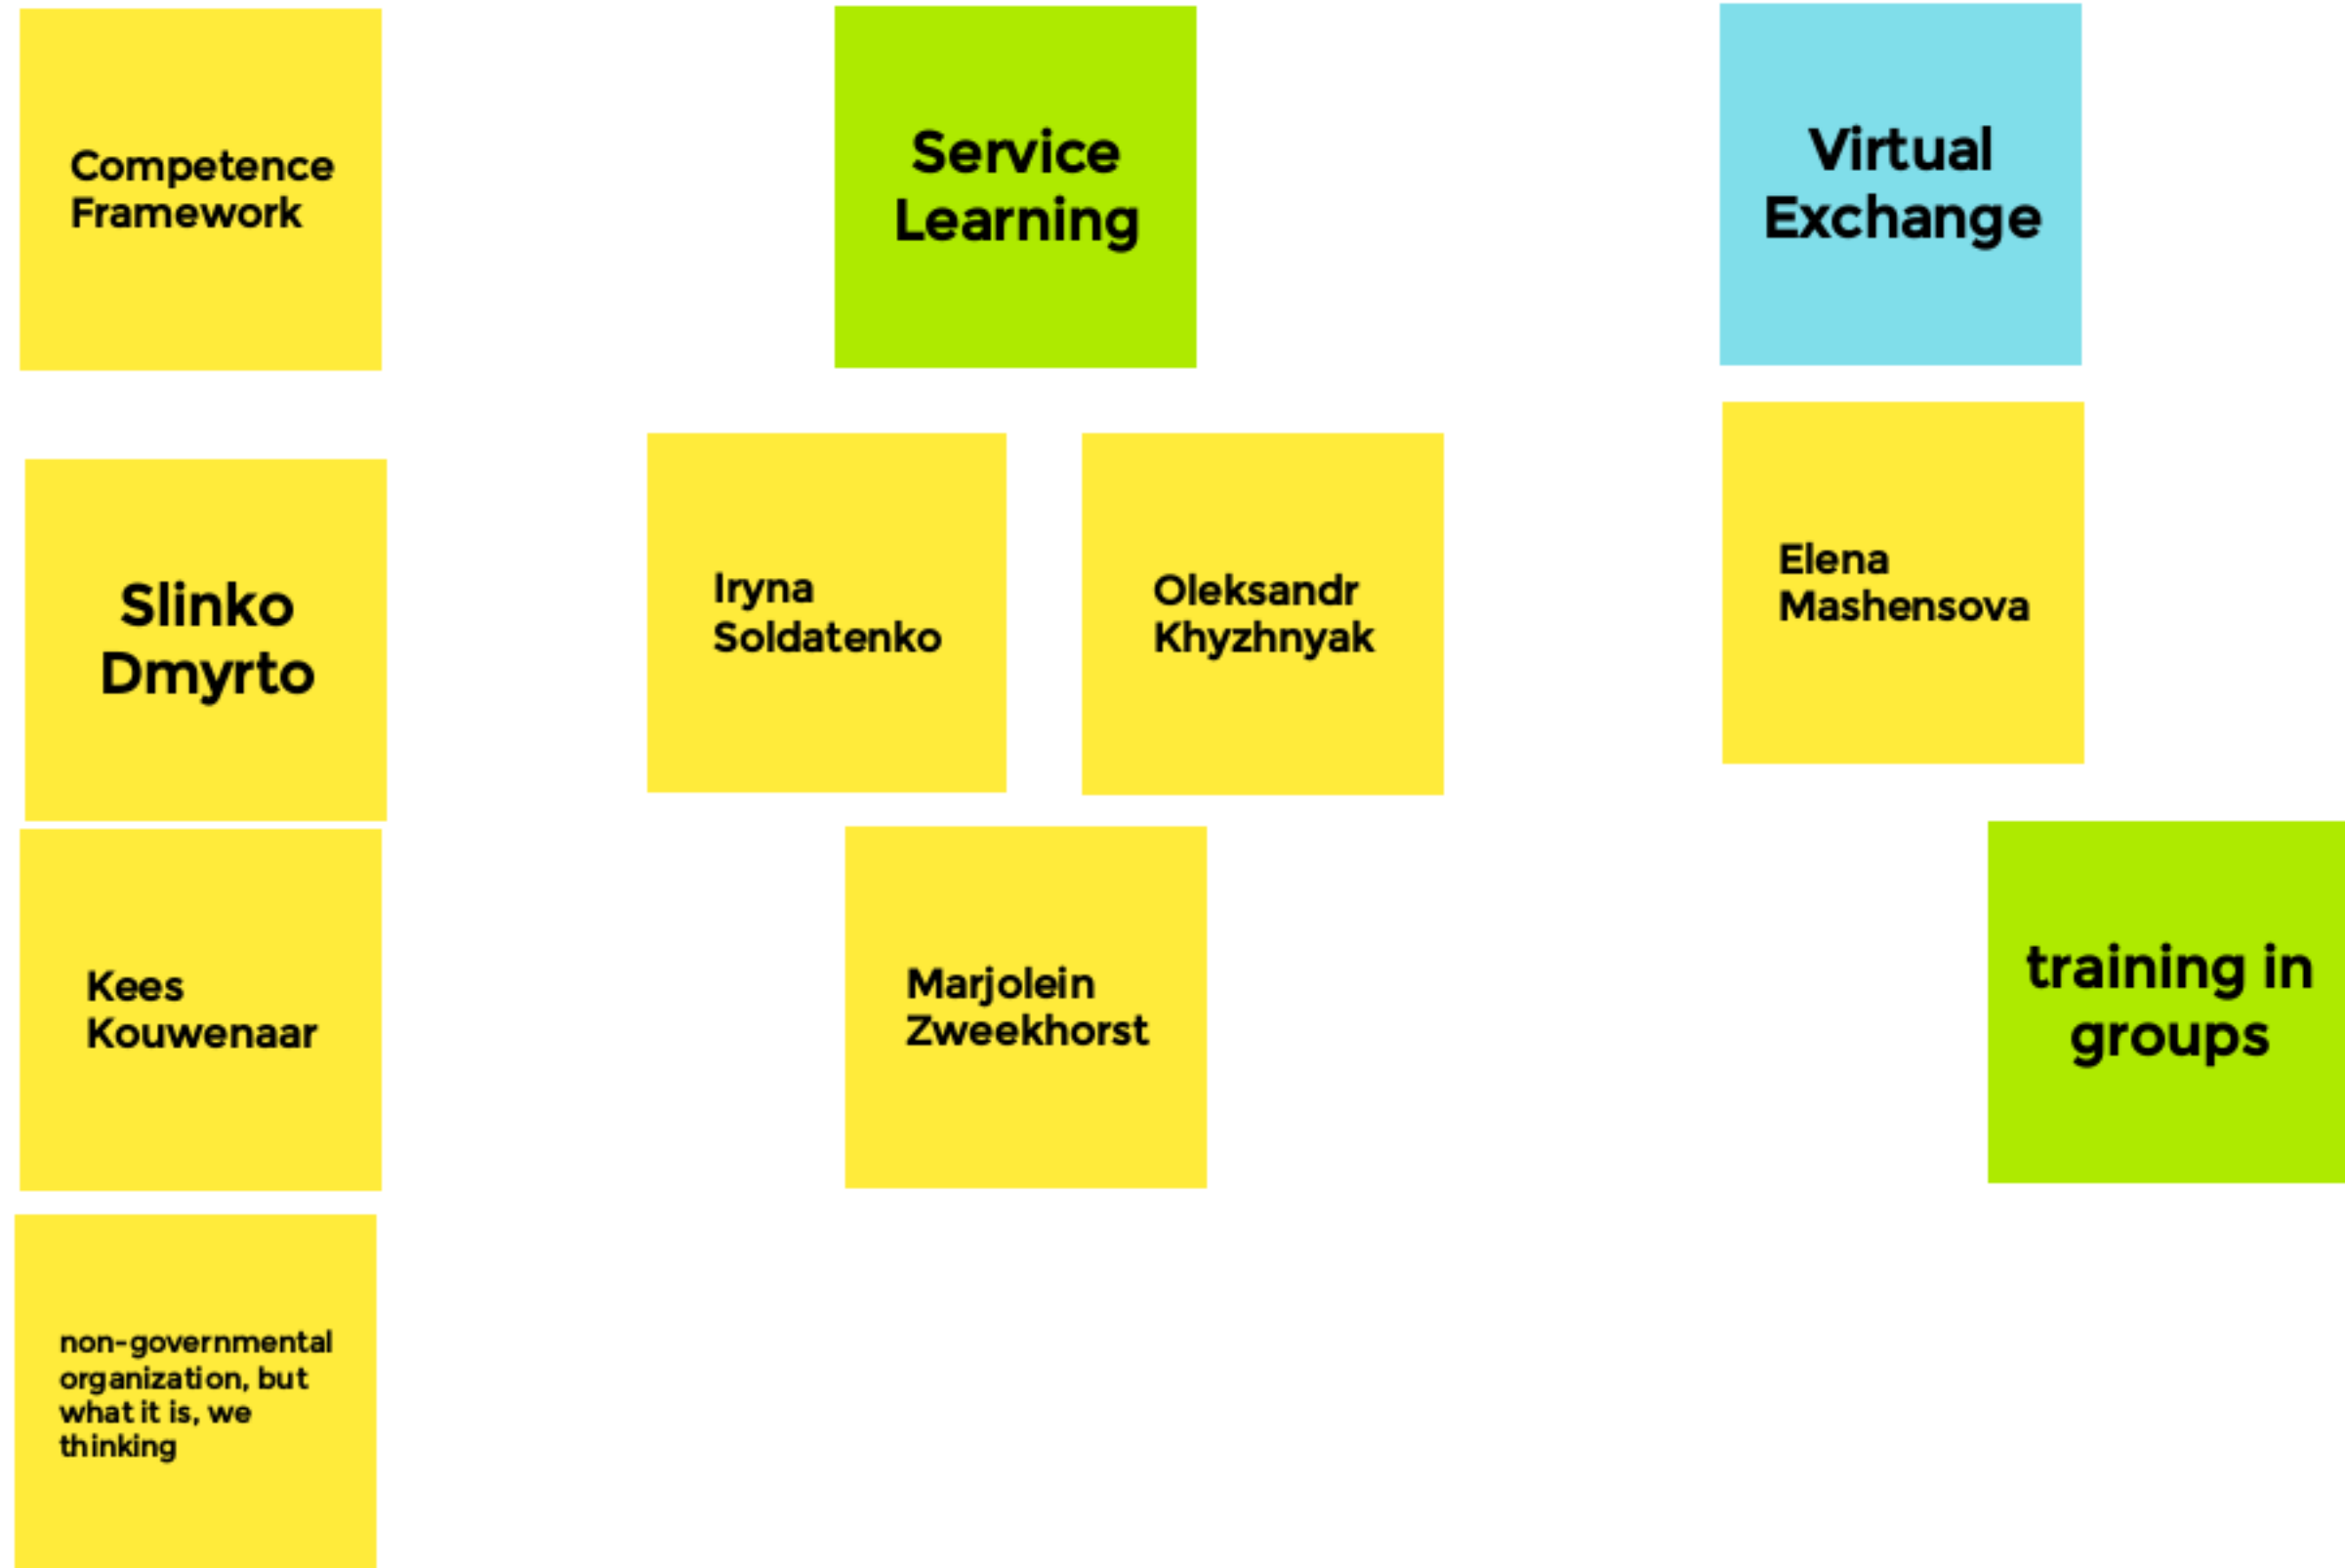 Competence
Framework
Service
Learning
Virtual
Exchange
Slinko
Dmyrto
Iryna
Soldatenko
Oleksandr
Khyzhnyak
Elena
Mashensova
Kees
Kouwenaar
Marjolein
Zweekhorst
training in
groups
non-governmental
organization, but
what it is, we
thinking